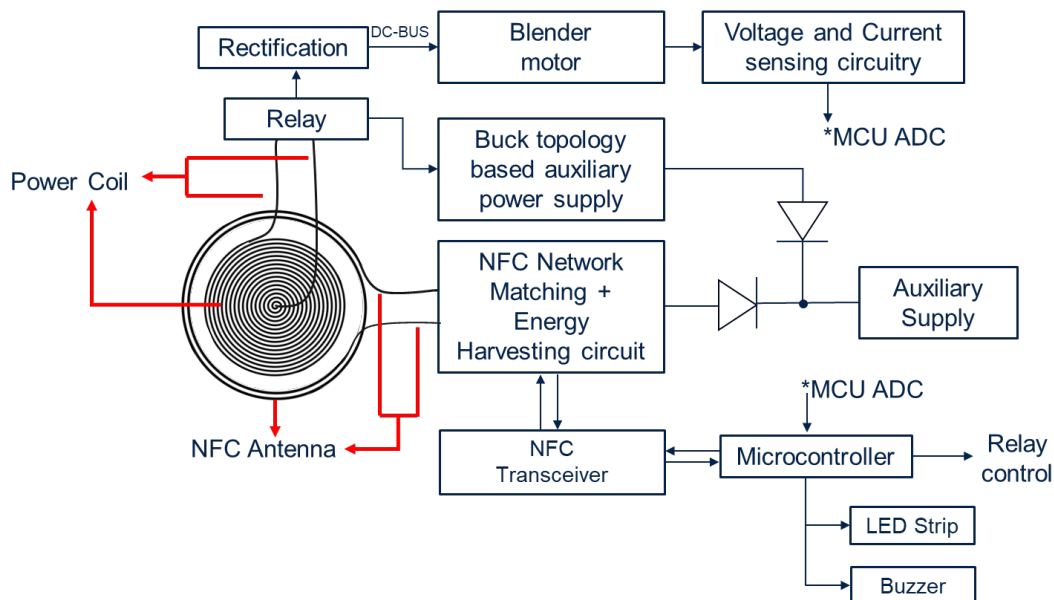 Rectification
DC-BUS
Blender
motor
Voltage and Current
sensing circuitry
Relay
*MCU ADC
Buck topology
based auxiliary
power supply
Power Coil
NFC Network
Matching +
Energy
Harvesting circuit
Auxiliary
Supply
*MCU ADC
NFC Antenna
NFC
Transceiver
Microcontroller
Relay
control
LED Strip
Buzzer